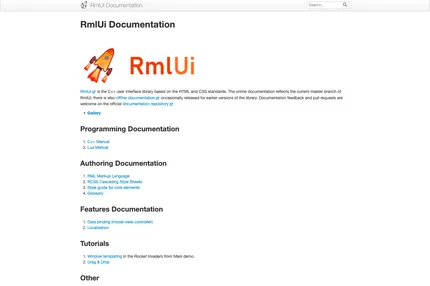 RmlUi Documentation
Search...
RmlUi Documentation
RmlUi
RmlUi is the C++ user interface library based on the HTML and CSS standards. The online documentation reflects the current master branch of
RmlUi, there is also offline documentation occasionally released for earlier versions of the library. Documentation feedback and pull requests are
welcome on the official documentation repository
Gallery
Programming Documentation
1. C++ Manual
2. Lua Manual
Authoring Documentation
1. RML Markup Language
2. RCSS Cascading Style Sheets
3. Style guide for core elements
4. Glossary
Features Documentation
1. Data binding (model-view-controller)
2. Localisation
Tutorials
1. Window templating in the Rocket Invaders from Mars demo.
2. Drag & Drop
Other